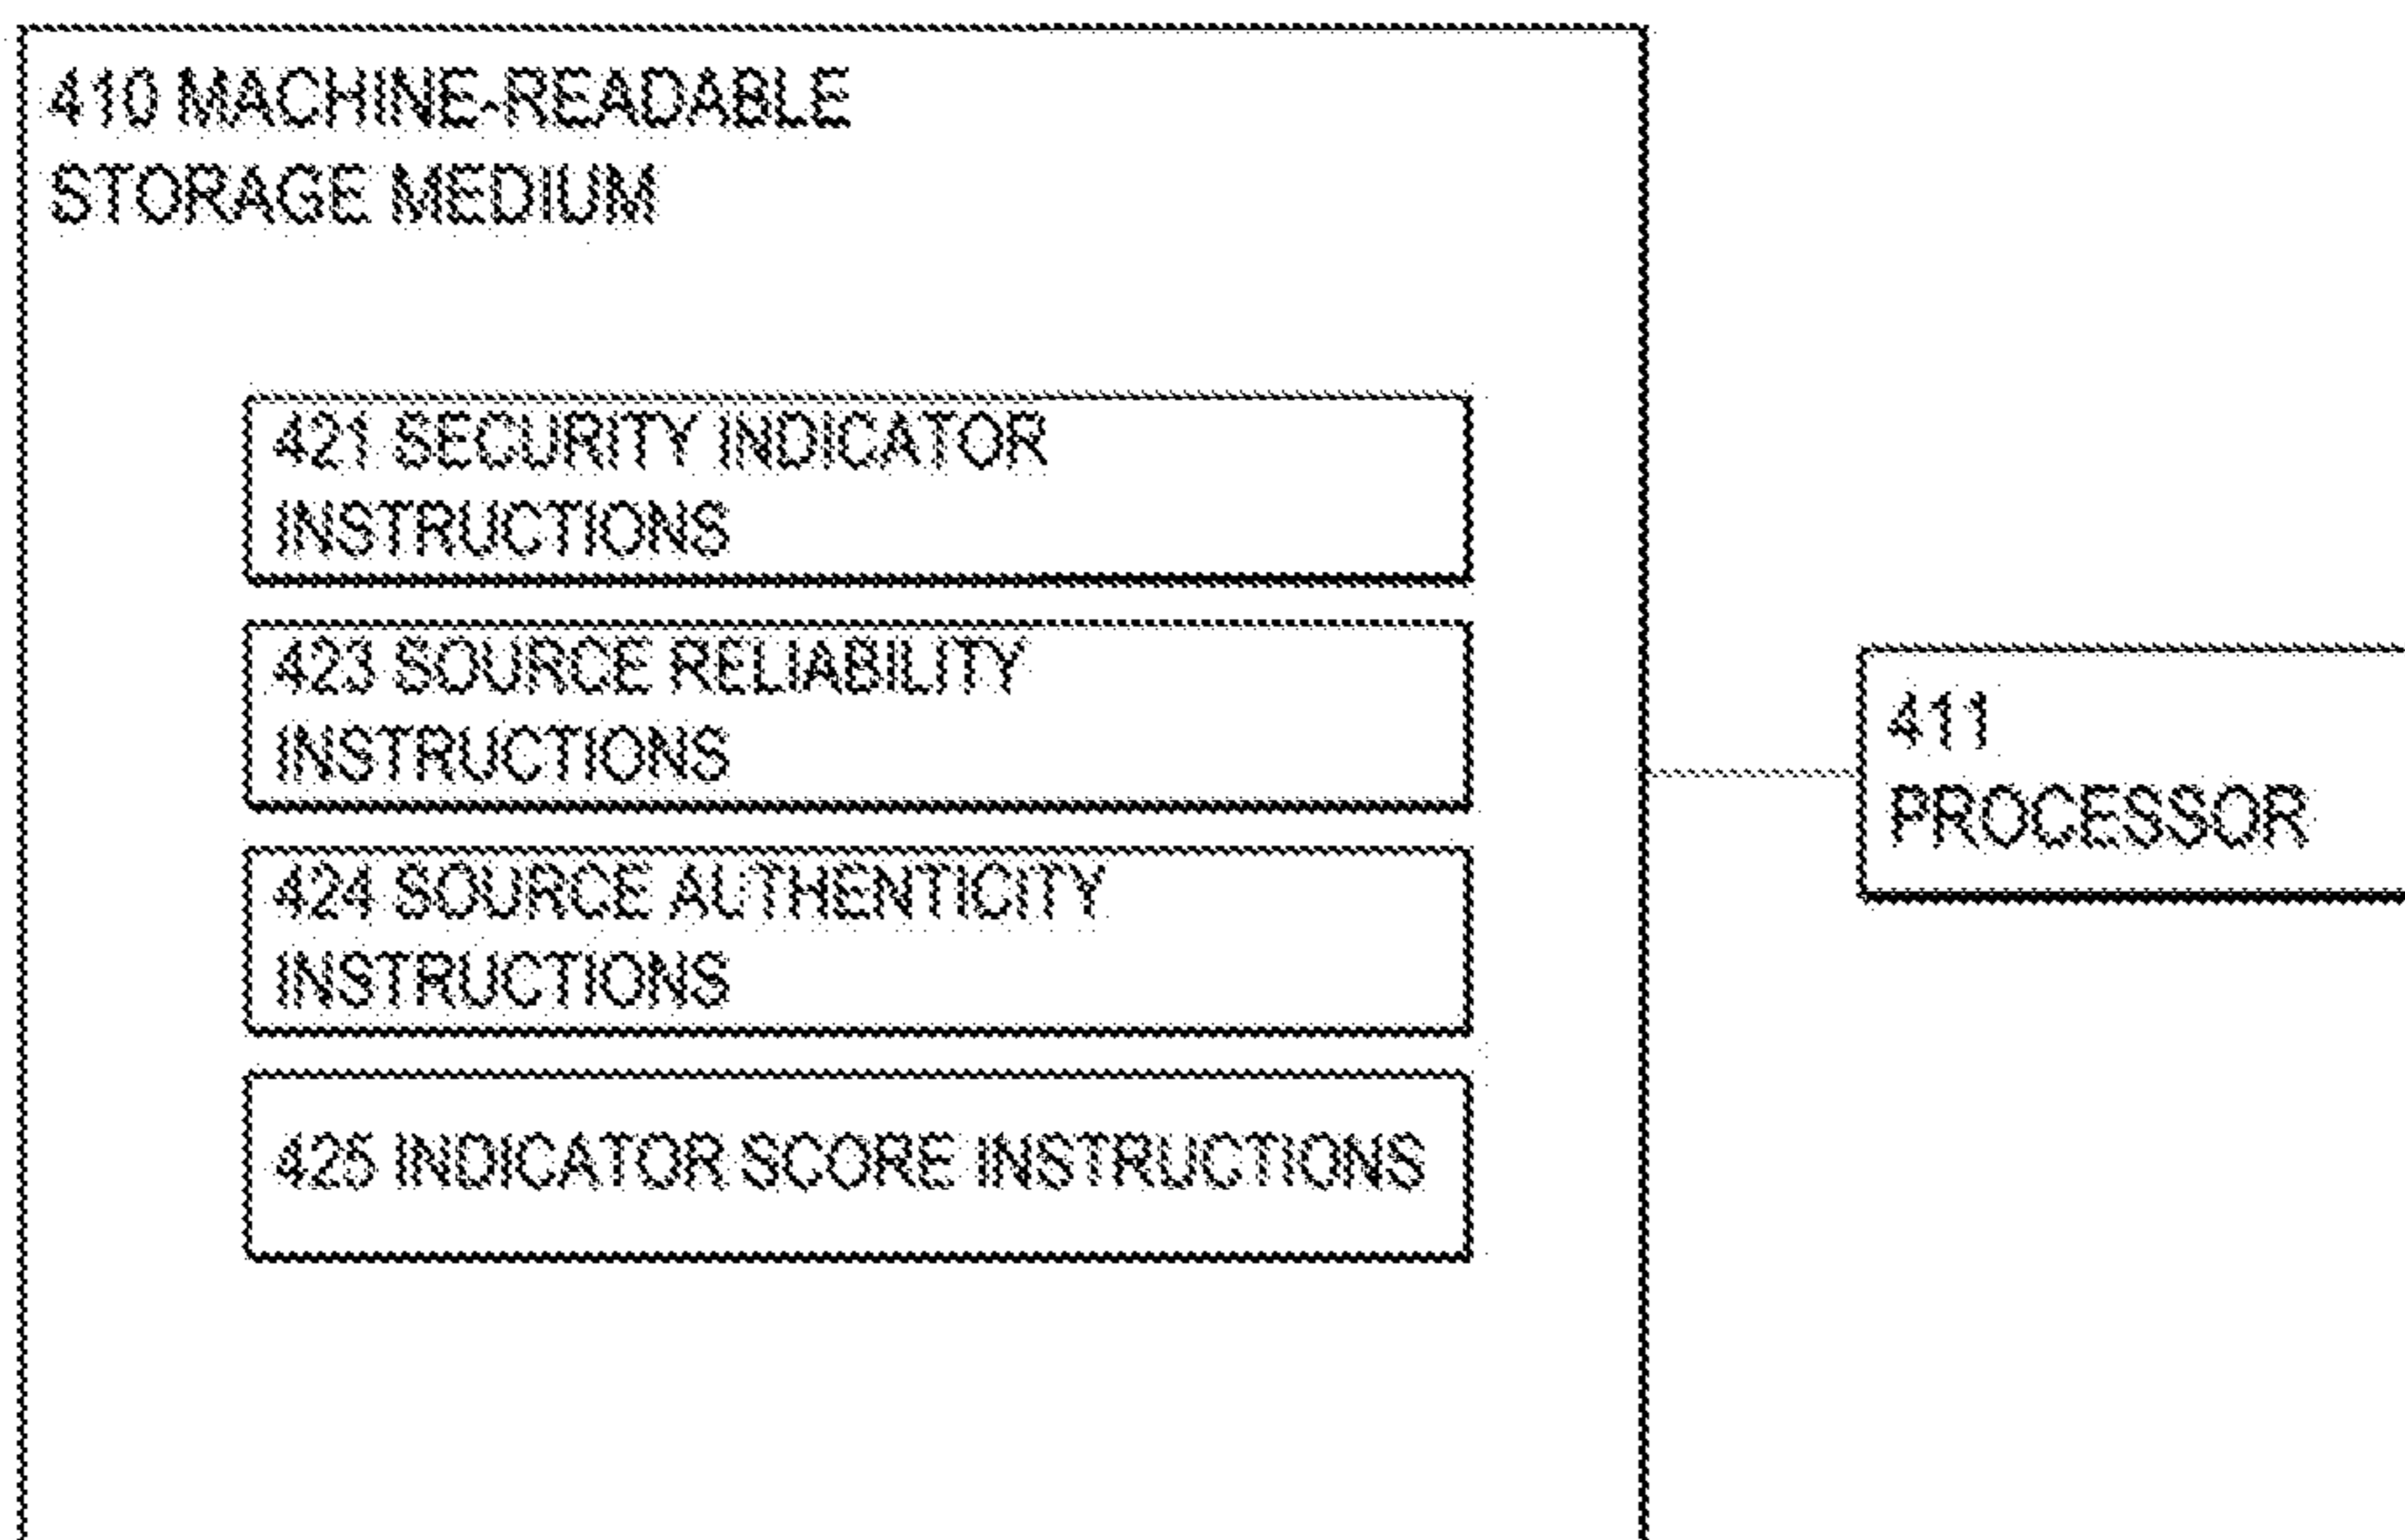 410 MACHINE-READABLE
STORAGE MEDIUM
421 SECURITY INDICATOR
INSTRUCTIONS
423 SOURCE RELIABILITY
INSTRUCTIONS
424 SOURCE AUTHENTICITY
INSTRUCTIONS
425 INDICATOR SCORE INSTRUCTIONS
411
PROCESSOR